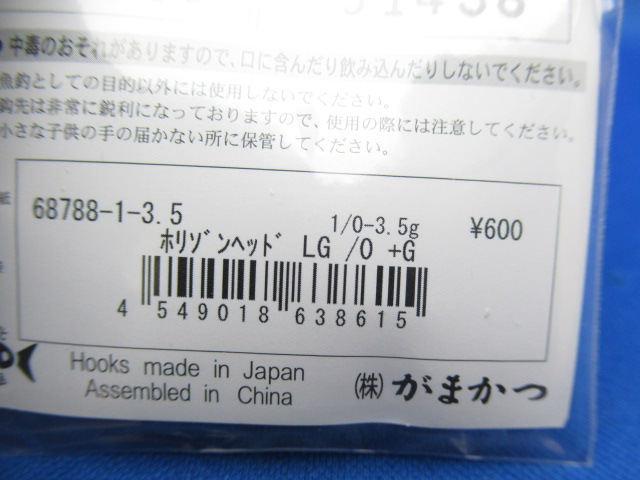 中毒のおそれがありますので、口に含んだり飲み込んだりしないでください。
魚釣としての目的以外には使用しないでください。
鈎先は非常に鋭利になっておりますので、使用の際には注意してください。
小さな子供の手の届かない所に保管してください。
68788-1-3.5
1/0-3.5g
¥600
ホリゾンヘッド LG /0 +G
4 549018 638615
Hooks made in Japan
Assembled in China
(株) がまかつ